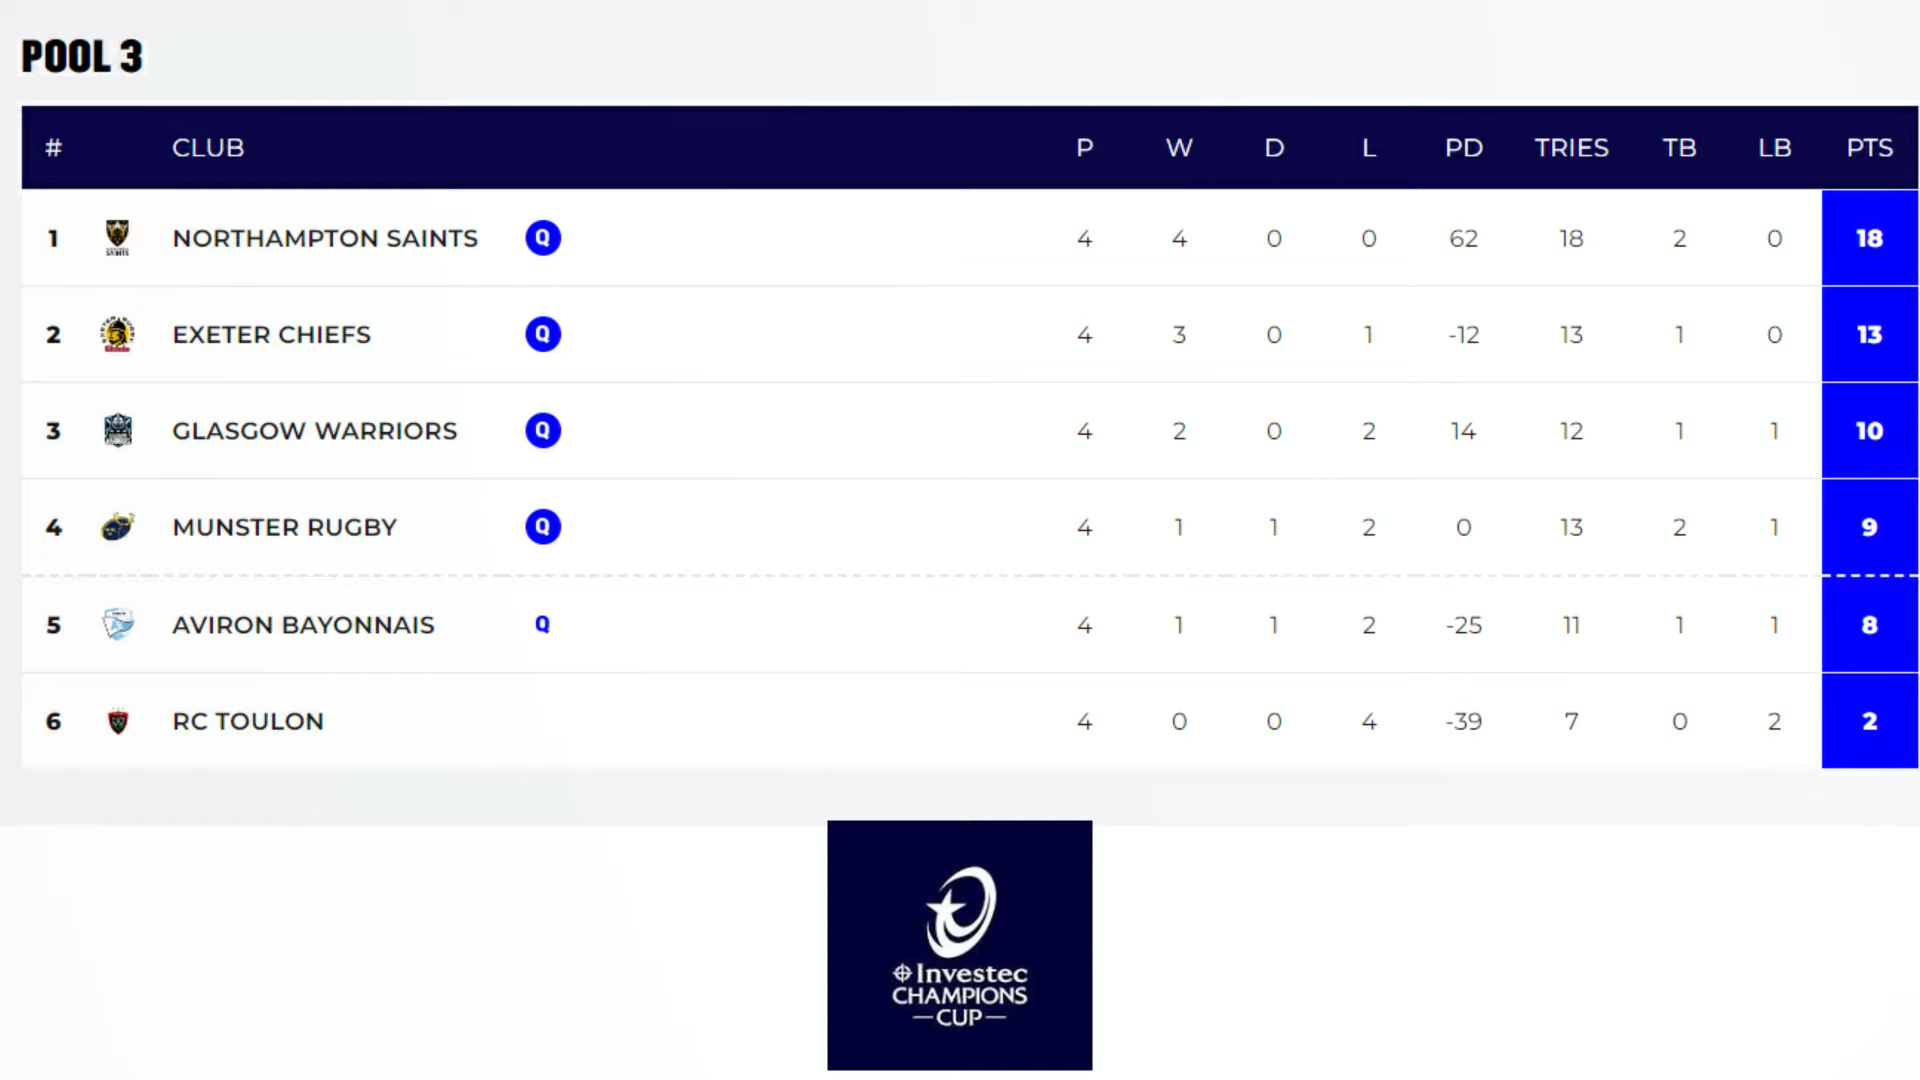 POOL 3
# CLUB P W D L PD TRIES TB LB PTS
1 NORTHAMPTON SAINTS Q 4 4 0 0 62 18 2 0 18
2 EXETER CHIEFS Q 4 3 0 1 -12 13 1 0 13
3 GLASGOW WARRIORS Q 4 2 0 2 14 12 1 1 10
4 MUNSTER RUGBY Q 4 1 1 2 0 13 2 1 9
5 AVIRON BAYONNAIS Q 4 1 1 2 -25 11 1 1 8
6 RC TOULON 4 0 0 4 -39 7 0 2 2
Investec
CHAMPIONS
CUP